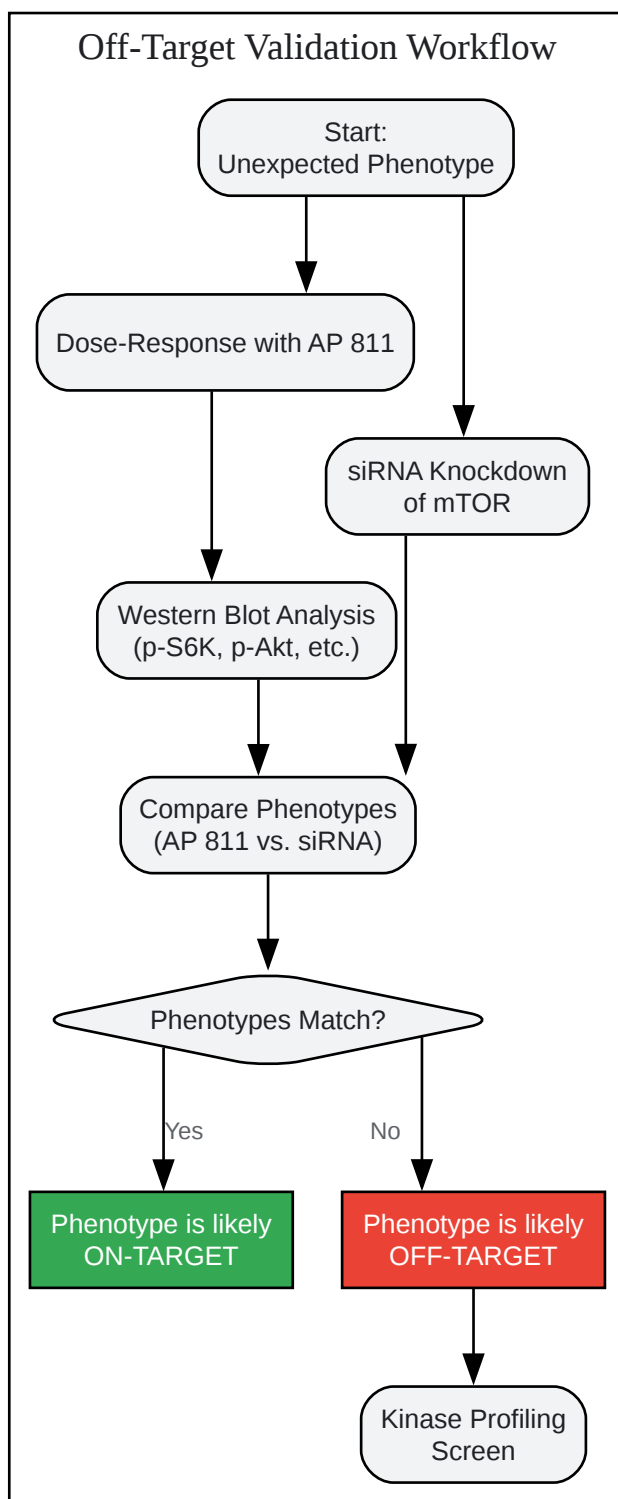 Off-Target Validation Workflow
Start:
Unexpected Phenotype
Dose-Response with AP 811
siRNA Knockdown
of mTOR
Western Blot Analysis
(p-S6K, p-Akt, etc.)
Compare Phenotypes
(AP 811 vs. siRNA)
Phenotypes Match?
Yes
No
Phenotype is likely
ON-TARGET
Phenotype is likely
OFF-TARGET
Kinase Profiling
Screen